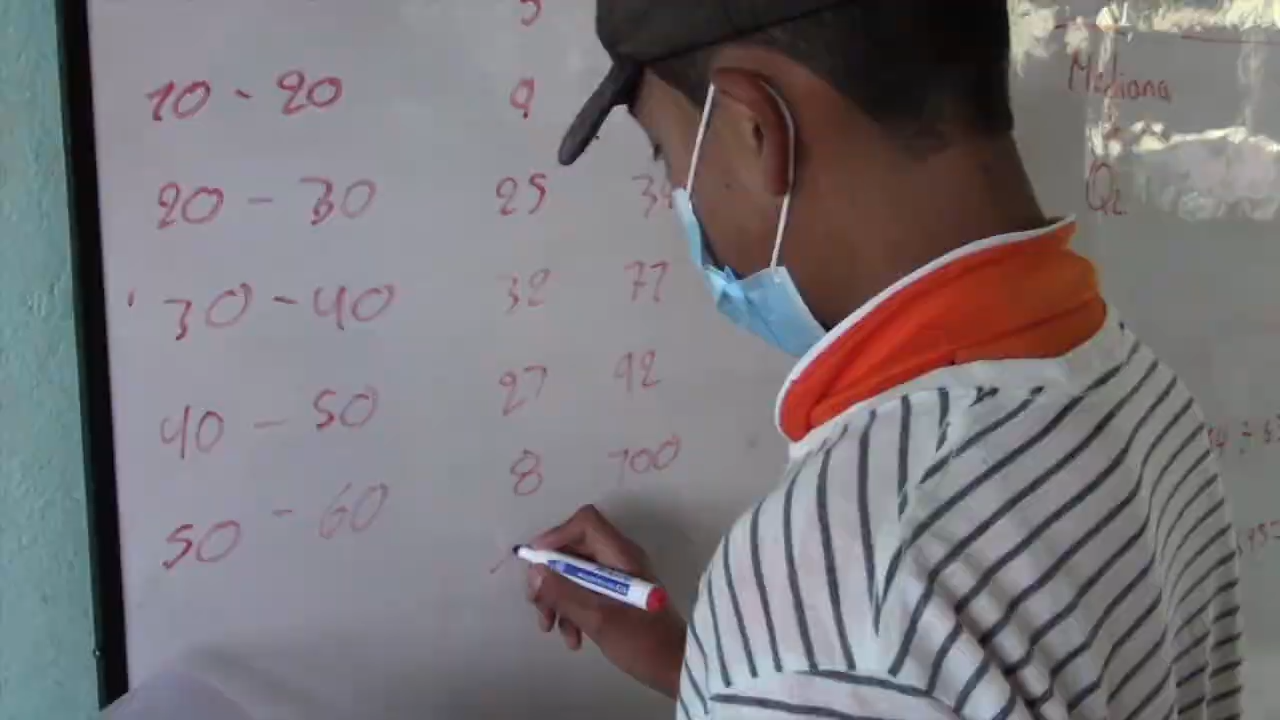 5
10 - 20 9
20 - 30 25 34
30 - 40 32 77
40 - 50 27 92
50 - 60 8 100
Mediana
Q2